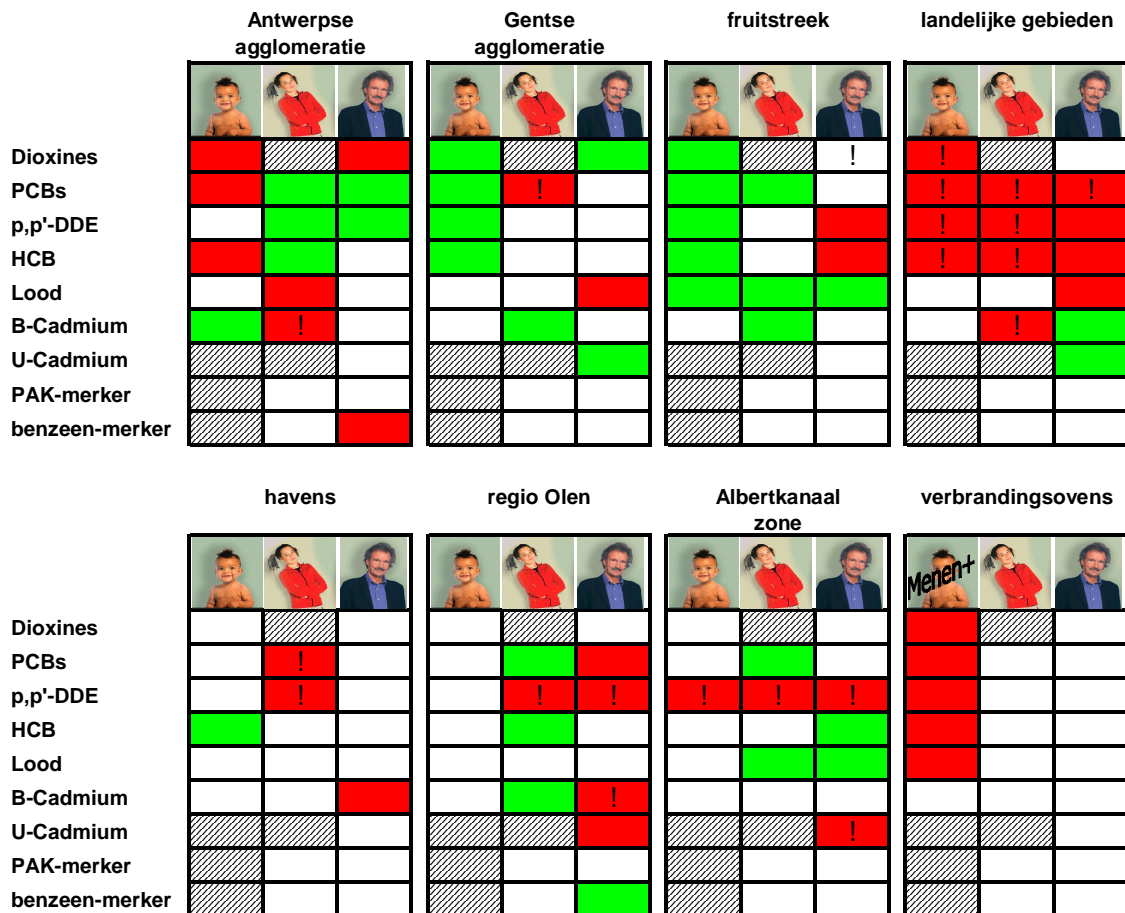 Antwerpse agglomeratie
Gentse agglomeratie
fruitstreek
landelijke gebieden
Dioxines ! !
PCBs ! ! ! !
p,p'-DDE ! !
HCB ! !
Lood
B-Cadmium ! !
U-Cadmium
PAK-merker
benzeen-merker
havens
regio Olen
Albertkanaal zone
verbrandingsovens
Menen+
Dioxines
PCBs !
p,p'-DDE ! ! ! ! ! !
HCB
Lood
B-Cadmium !
U-Cadmium !
PAK-merker
benzeen-merker